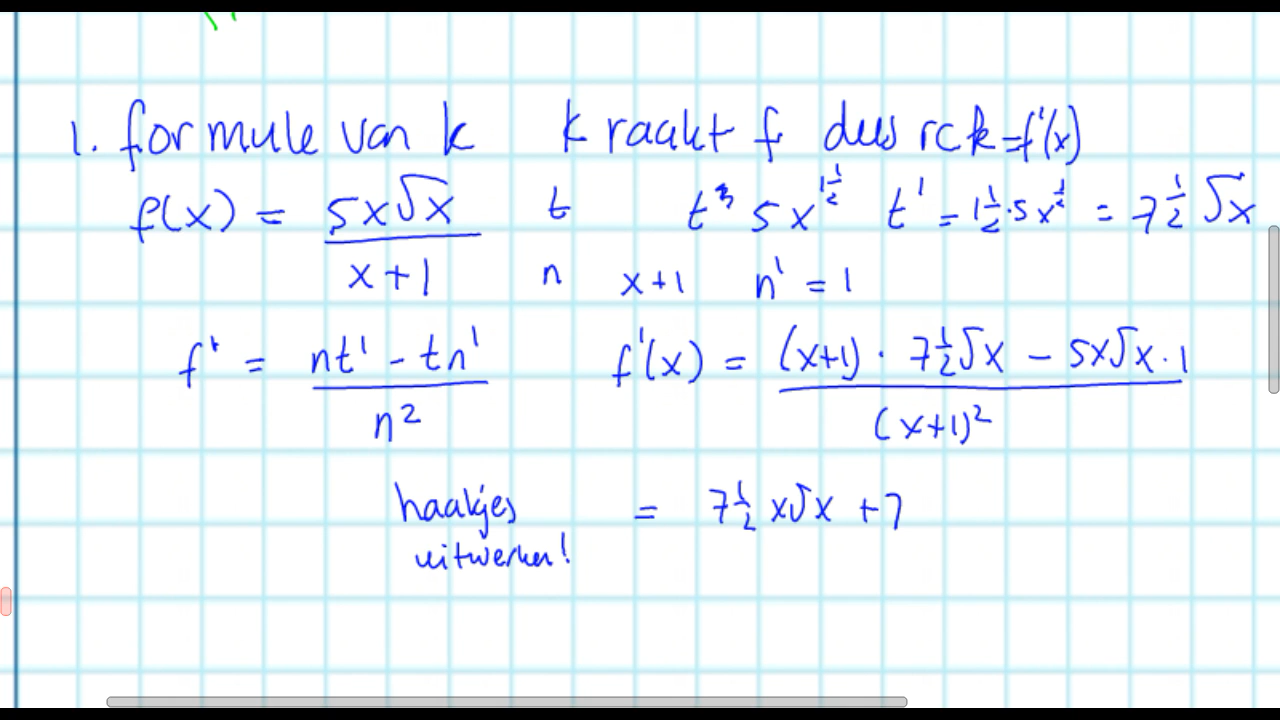 1. formule van k k raakt f dus rck=f'(x)
f(x) = 5x√x / x+1 t t = 5x^1½ t' = 1½·5x^½ = 7½√x
n x+1 n' = 1
f' = nt' - tn' / n² f'(x) = (x+1) · 7½√x - 5x√x · 1 / (x+1)²
haakjes = 7½ x√x + 7
uitwerken!